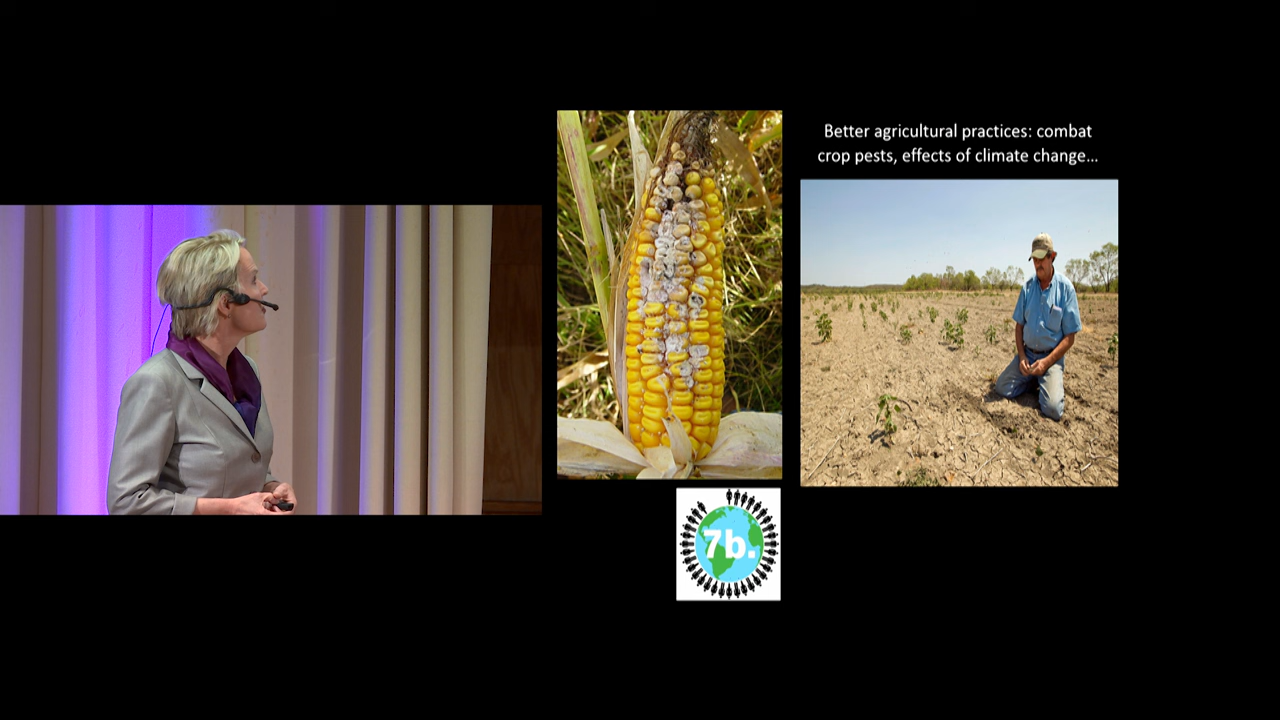 Better agricultural practices: combat
crop pests, effects of climate change...
7b.